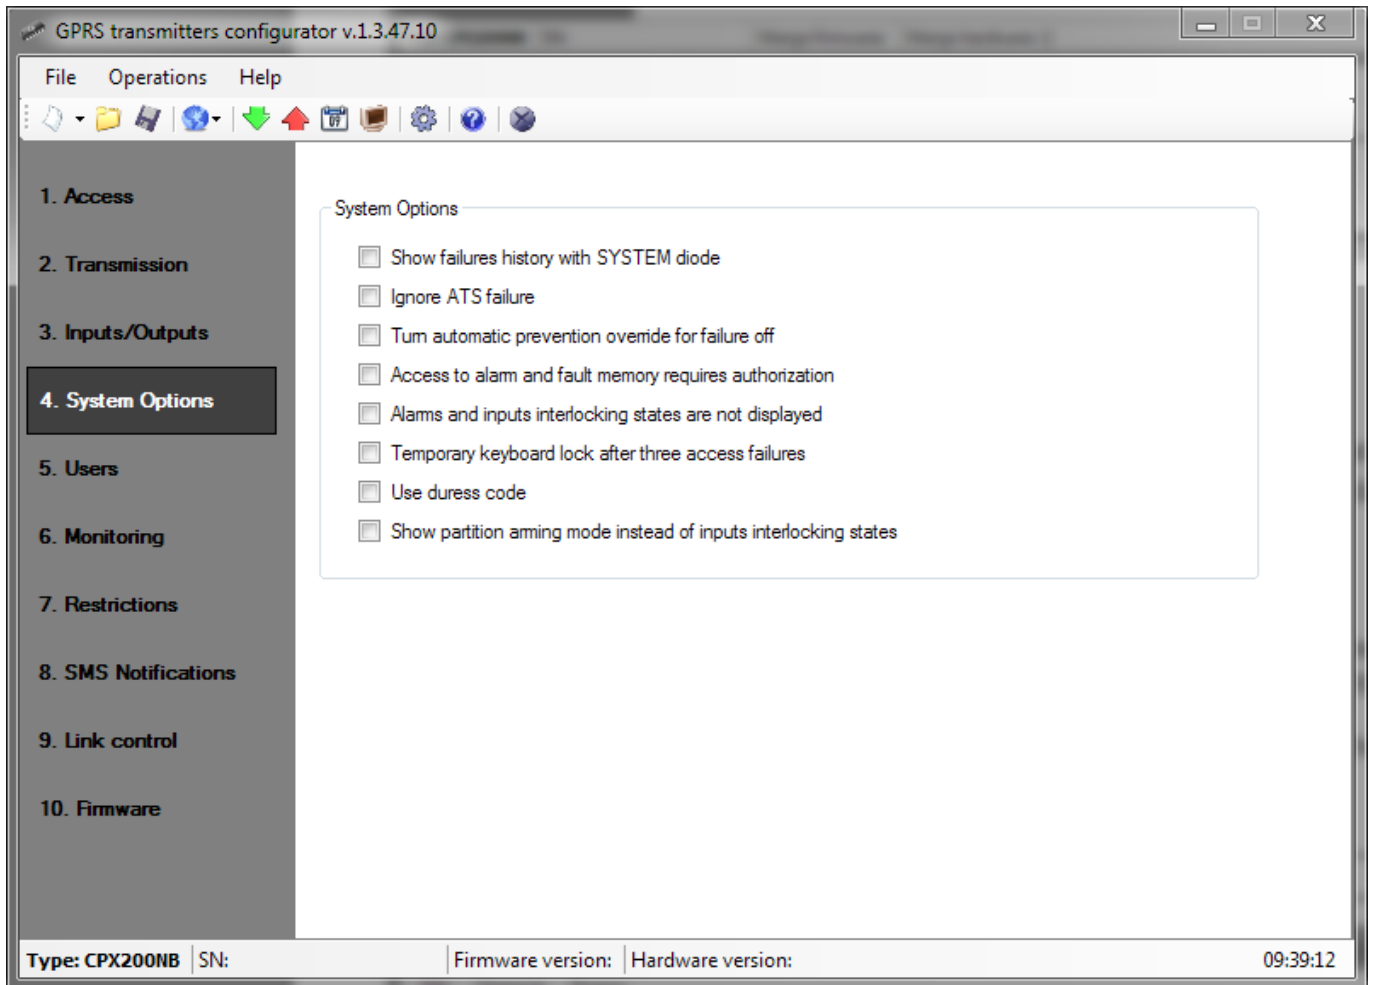 GPRS transmitters configurator v.1.3.47.10
File Operations Help
1. Access
2. Transmission
3. Inputs/Outputs
4. System Options
5. Users
6. Monitoring
7. Restrictions
8. SMS Notifications
9. Link control
10. Firmware
System Options
Show failures history with SYSTEM diode
Ignore ATS failure
Turn automatic prevention override for failure off
Access to alarm and fault memory requires authorization
Alarms and inputs interlocking states are not displayed
Temporary keyboard lock after three access failures
Use duress code
Show partition arming mode instead of inputs interlocking states
Type: CPX200NB SN: Firmware version: Hardware version: 09:39:12